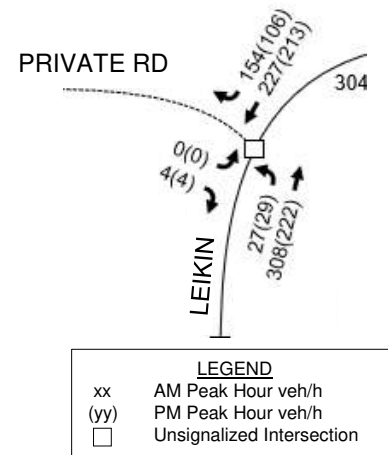 154(106)
227(213)
PRIVATE RD
304
0(0)
4(4)
27(29)
308(222)
LEIKIN
LEGEND
xx AM Peak Hour veh/h
(yy) PM Peak Hour veh/h
Unsignalized Intersection